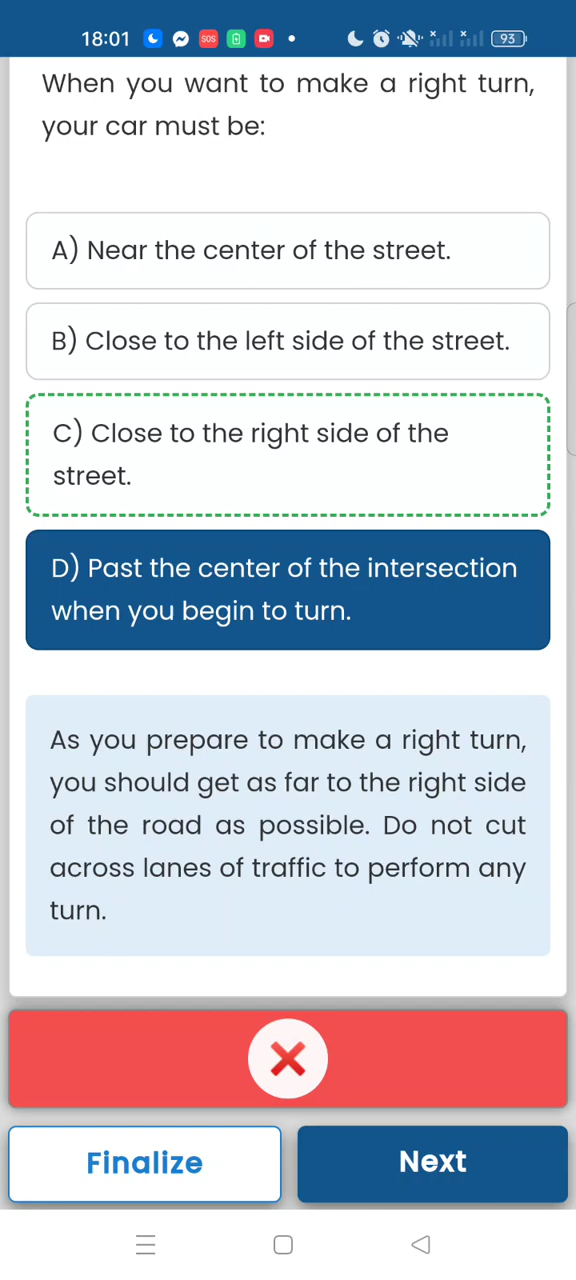 18:01
SOS
93
When you want to make a right turn,
your car must be:
A) Near the center of the street.
B) Close to the left side of the street.
C) Close to the right side of the
street.
D) Past the center of the intersection
when you begin to turn.
As you prepare to make a right turn,
you should get as far to the right side
of the road as possible. Do not cut
across lanes of traffic to perform any
turn.
Finalize
Next